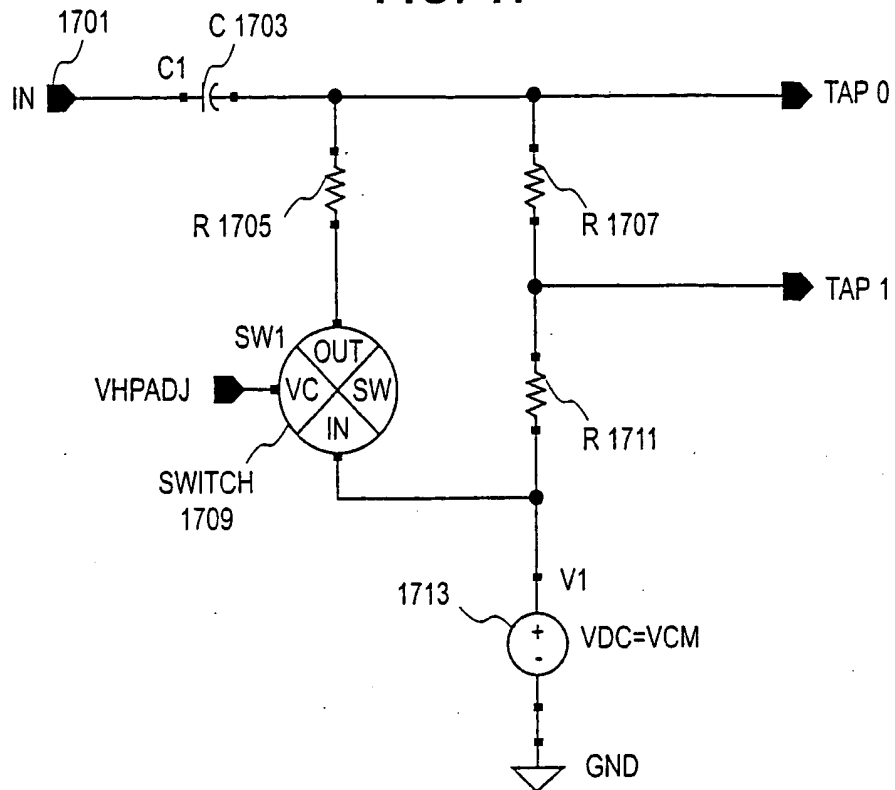 1701
C 1703
C1
IN
TAP 0
R 1705
R 1707
TAP 1
SW1
OUT
VHPADJ
VC
SW
IN
R 1711
SWITCH
1709
V1
1713
+
VDC=VCM
-
GND